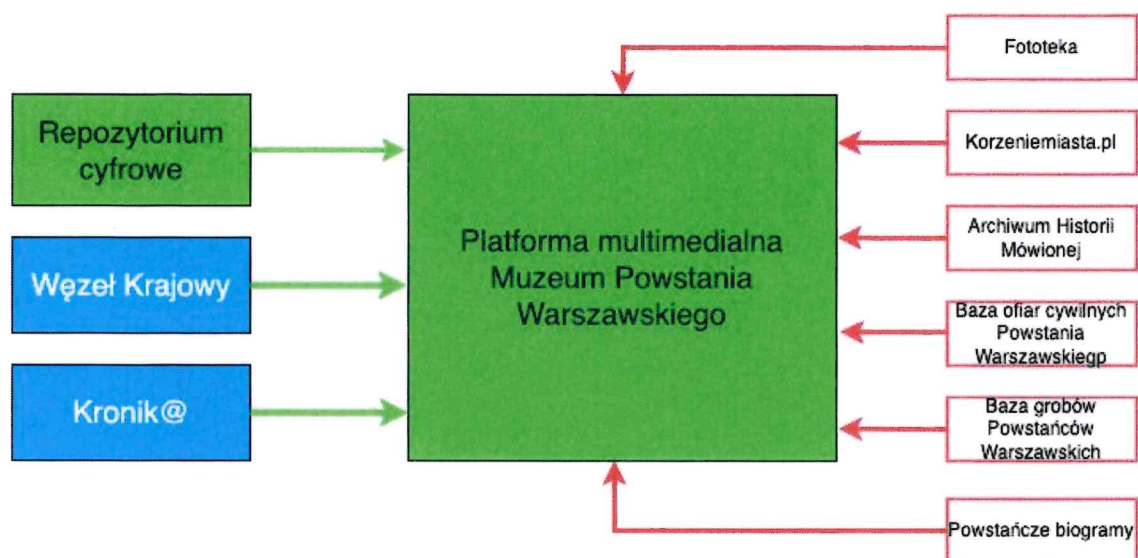 Repozytorium
cyfrowe
Węzeł Krajowy
Kronik@
Platforma multimedialna
Muzeum Powstania
Warszawskiego
Fototeka
Korzeniemiasta.pl
Archiwum Historii
Mówionej
Baza ofiar cywilnych
Powstania
Warszawskiegp
Baza grobów
Powstańców
Warszawskich
Powstańcze biogramy